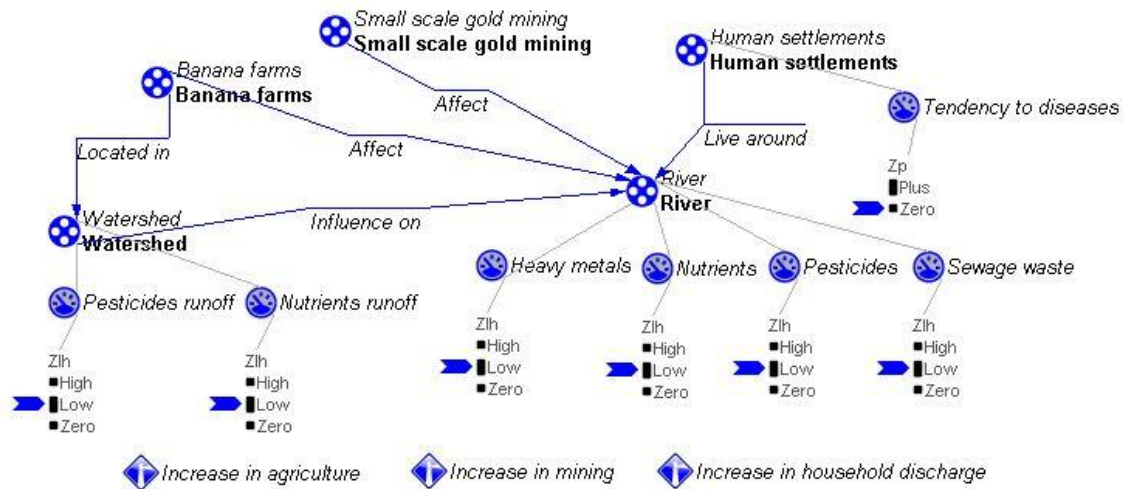 Small scale gold mining
Small scale gold mining
Human settlements
Human settlements
Banana farms
Banana farms
Affect
Tendency to diseases
Located in
Affect
Live around
Zp
Plus
Zero
River
River
Watershed
Watershed
Influence on
Heavy metals
Nutrients
Pesticides
Sewage waste
Pesticides runoff
Nutrients runoff
Zlh
High
Low
Zero
Zlh
High
Low
Zero
Zlh
High
Low
Zero
Zlh
High
Low
Zero
Zlh
High
Low
Zero
Zlh
High
Low
Zero
Increase in agriculture
Increase in mining
Increase in household discharge